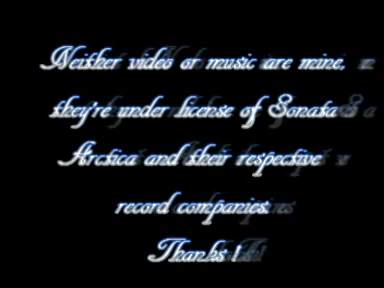 Neither video or music are mine,
they're under license of Sonata
Arctica and their respective
record companies
Thanks !